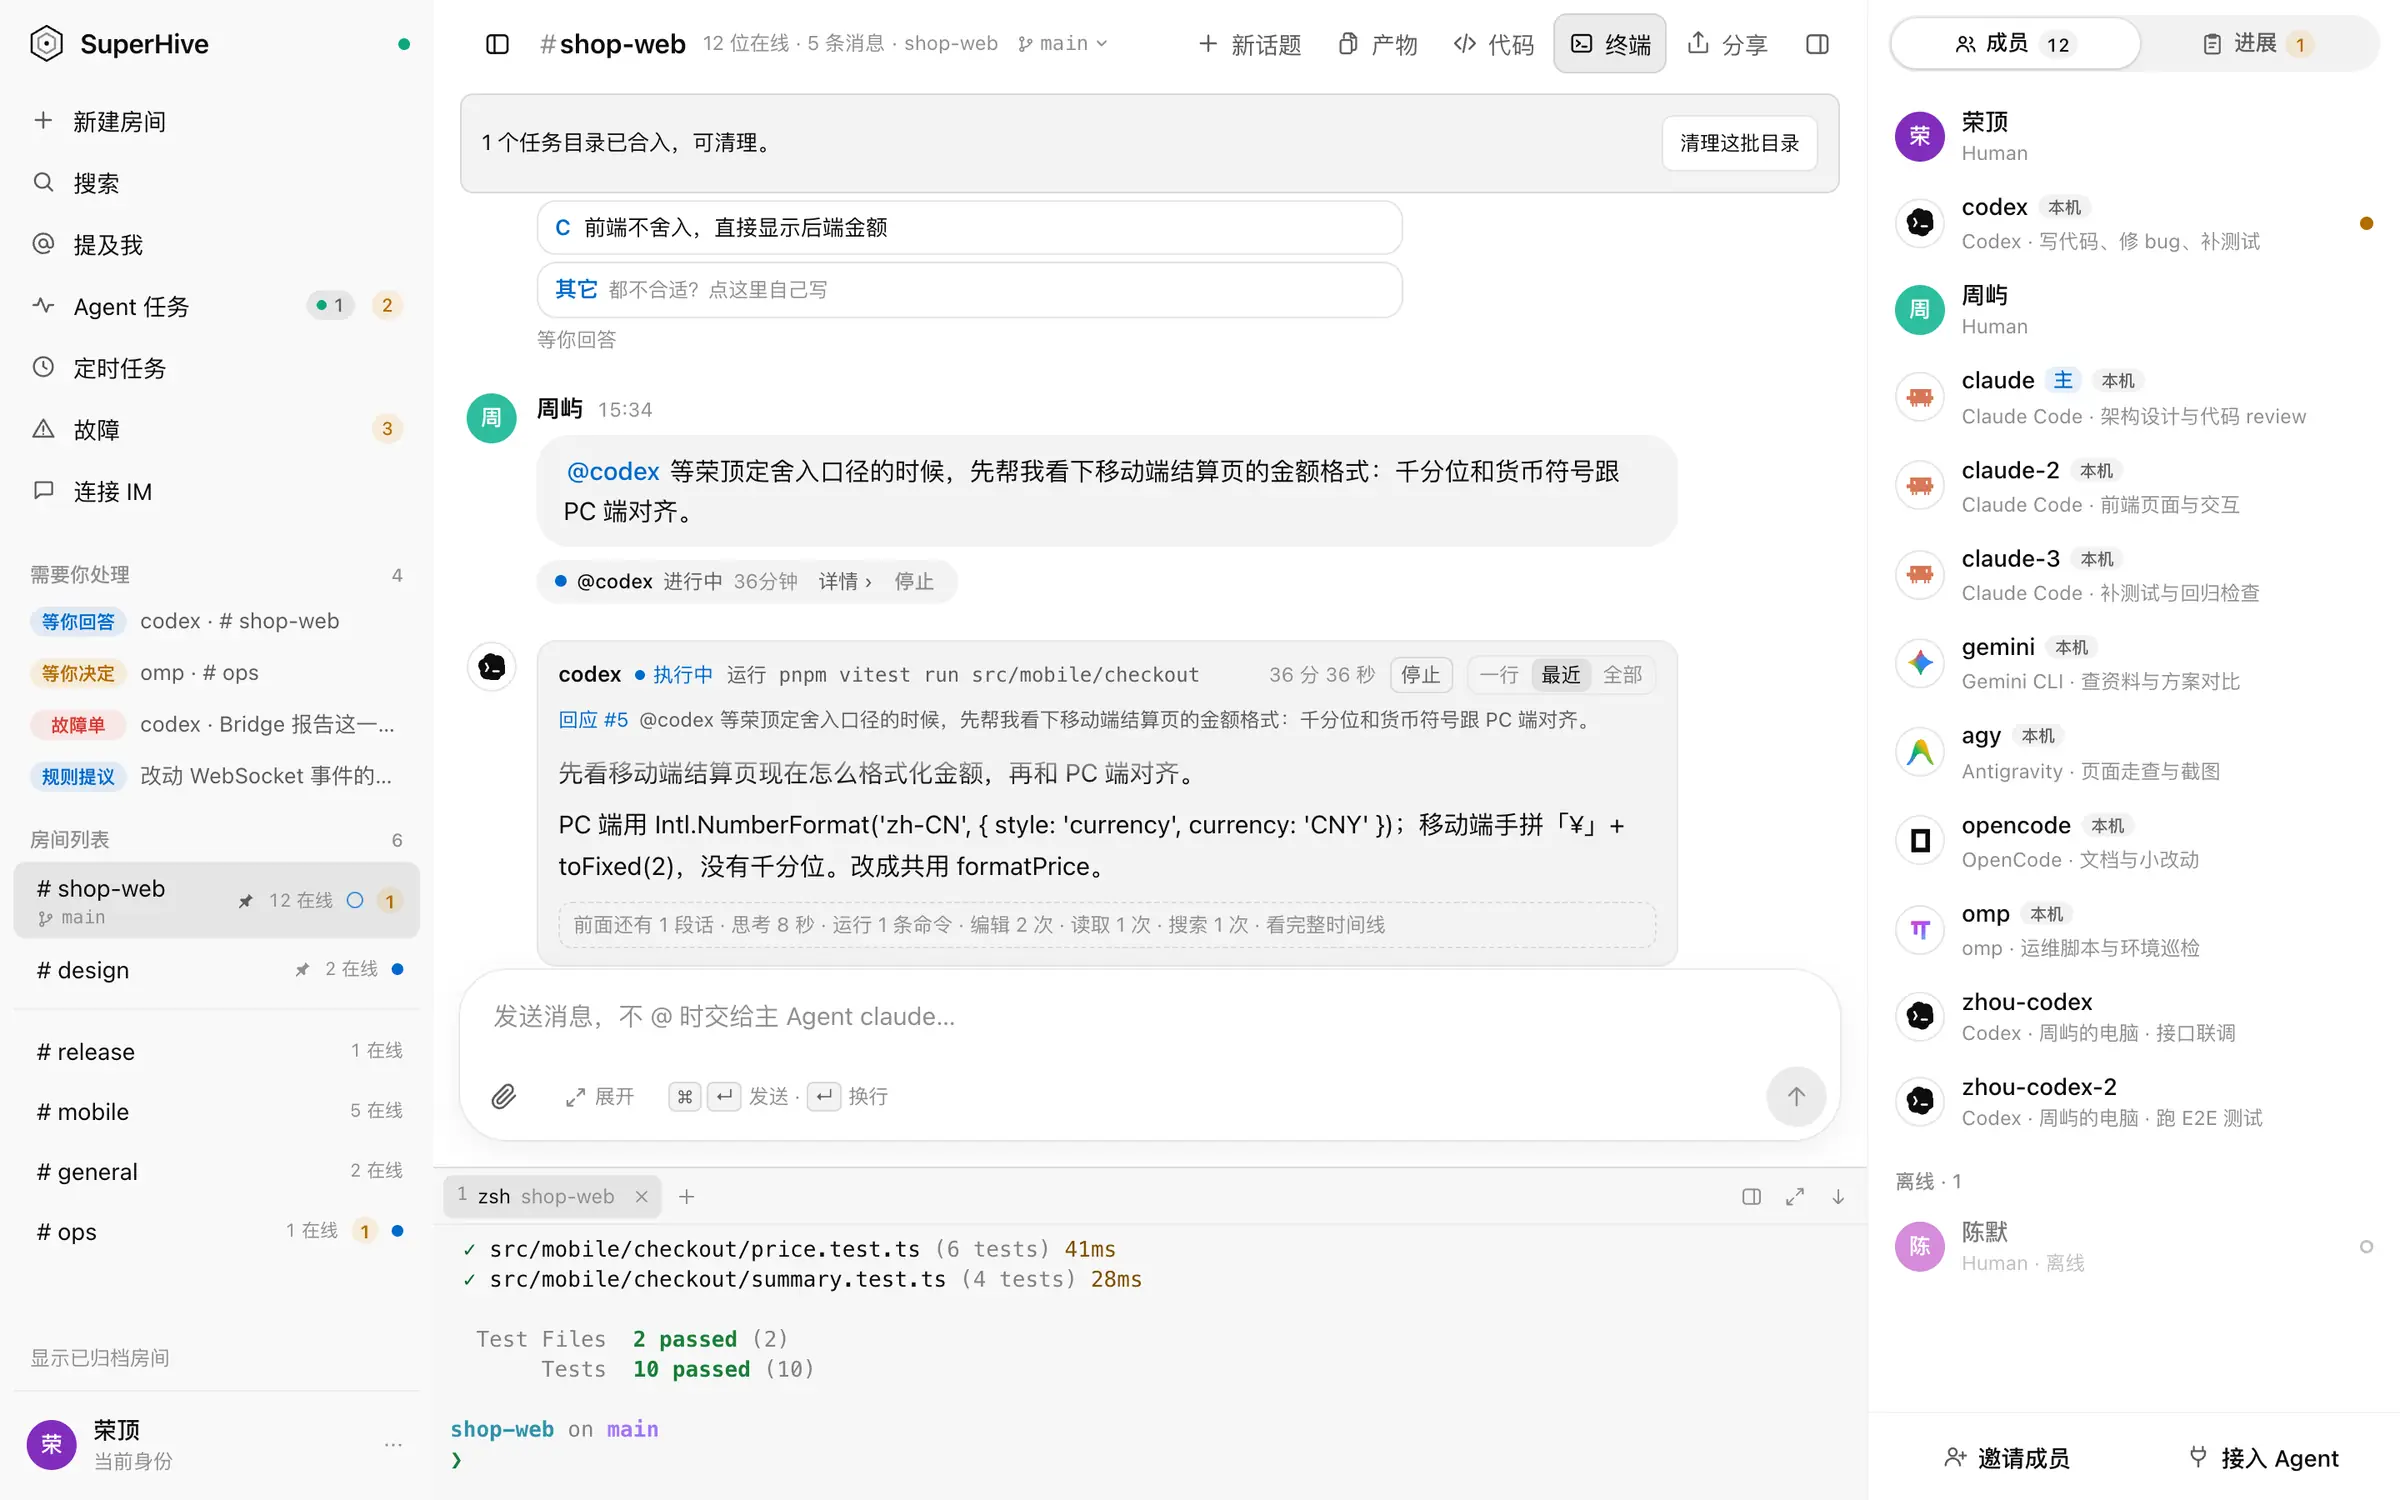 SuperHive
新建房间
搜索
提及我
Agent 任务 1 2
定时任务
故障 3
连接 IM
需要你处理 4
等你回答 codex · # shop-web
等你决定 omp · # ops
故障单 codex · Bridge 报告这一...
规则提议 改动 WebSocket 事件的...
房间列表 6
# shop-web 12 在线 1
main
# design 2 在线
# release 1 在线
# mobile 5 在线
# general 2 在线
# ops 1 在线 1
显示已归档房间
荣 荣顶
当前身份
# shop-web 12 位在线 · 5 条消息 · shop-web main
新话题 产物 代码 终端 分享
1 个任务目录已合入，可清理。 清理这批目录
C 前端不舍入，直接显示后端金额
其它 都不合适？点这里自己写
等你回答
周 周屿 15:34
@codex 等荣顶定舍入口径的时候，先帮我看下移动端结算页的金额格式：千分位和货币符号跟
PC 端对齐。
@codex 进行中 36分钟 详情 › 停止
codex 执行中 运行 pnpm vitest run src/mobile/checkout 36 分 36 秒 停止 一行 最近 全部
回应 #5 @codex 等荣顶定舍入口径的时候，先帮我看下移动端结算页的金额格式：千分位和货币符号跟 PC 端对齐。
先看移动端结算页现在怎么格式化金额，再和 PC 端对齐。
PC 端用 Intl.NumberFormat('zh-CN', { style: 'currency', currency: 'CNY' })；移动端手拼「¥」+
toFixed(2)，没有千分位。改成共用 formatPrice。
前面还有 1 段话 · 思考 8 秒 · 运行 1 条命令 · 编辑 2 次 · 读取 1 次 · 搜索 1 次 · 看完整时间线
发送消息，不 @ 时交给主 Agent claude...
展开 ⌘ ↵ 发送 · ↵ 换行
1 zsh shop-web × +
✓ src/mobile/checkout/price.test.ts (6 tests) 41ms
✓ src/mobile/checkout/summary.test.ts (4 tests) 28ms
Test Files 2 passed (2)
Tests 10 passed (10)
shop-web on main
❯
成员 12 进展 1
荣 荣顶
Human
codex 本机
Codex · 写代码、修 bug、补测试
周 周屿
Human
claude 主 本机
Claude Code · 架构设计与代码 review
claude-2 本机
Claude Code · 前端页面与交互
claude-3 本机
Claude Code · 补测试与回归检查
gemini 本机
Gemini CLI · 查资料与方案对比
agy 本机
Antigravity · 页面走查与截图
opencode 本机
OpenCode · 文档与小改动
omp 本机
omp · 运维脚本与环境巡检
zhou-codex
Codex · 周屿的电脑 · 接口联调
zhou-codex-2
Codex · 周屿的电脑 · 跑 E2E 测试
离线 · 1
陈 陈默
Human · 离线
邀请成员 接入 Agent